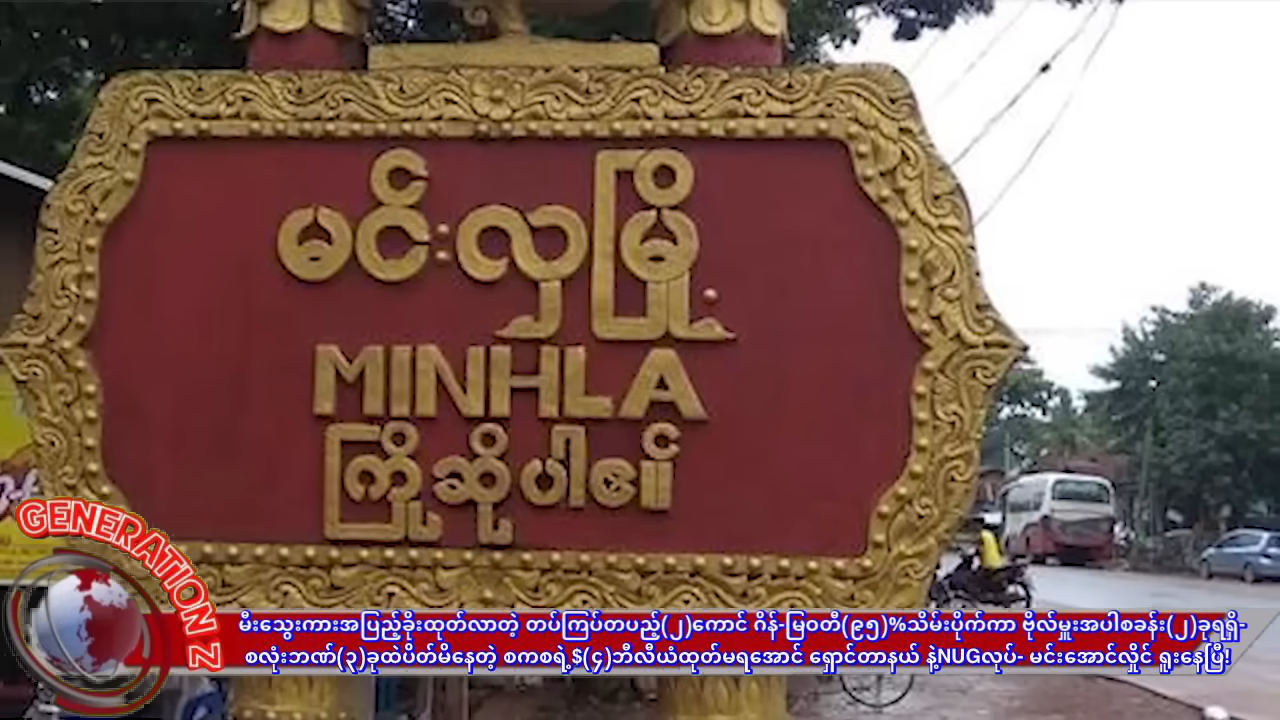 မင်းလှမြို့
MINHLA
ကြိုဆိုပါ၏
GENERATION Z
မီးသွေးကားအပြည့်ခိုးထုတ်လာတဲ့ တပ်ကြပ်တပည့်(၂)ကောင် ဂိန်-မြဝတီ(၉၅)%သိမ်းပိုက်ကာ ဗိုလ်မှူးအပါစခန်း(၂)ခုရရှိ-
စလုံးဘဏ်(၃)ခုထဲပိတ်မိနေတဲ့ စကစရဲ့$(၄)ဘီလီယံထုတ်မရအောင် ရှောင်တာနယ် နဲ့NUGလုပ်- မင်းအောင်လှိုင် ရူးနေပြီ!